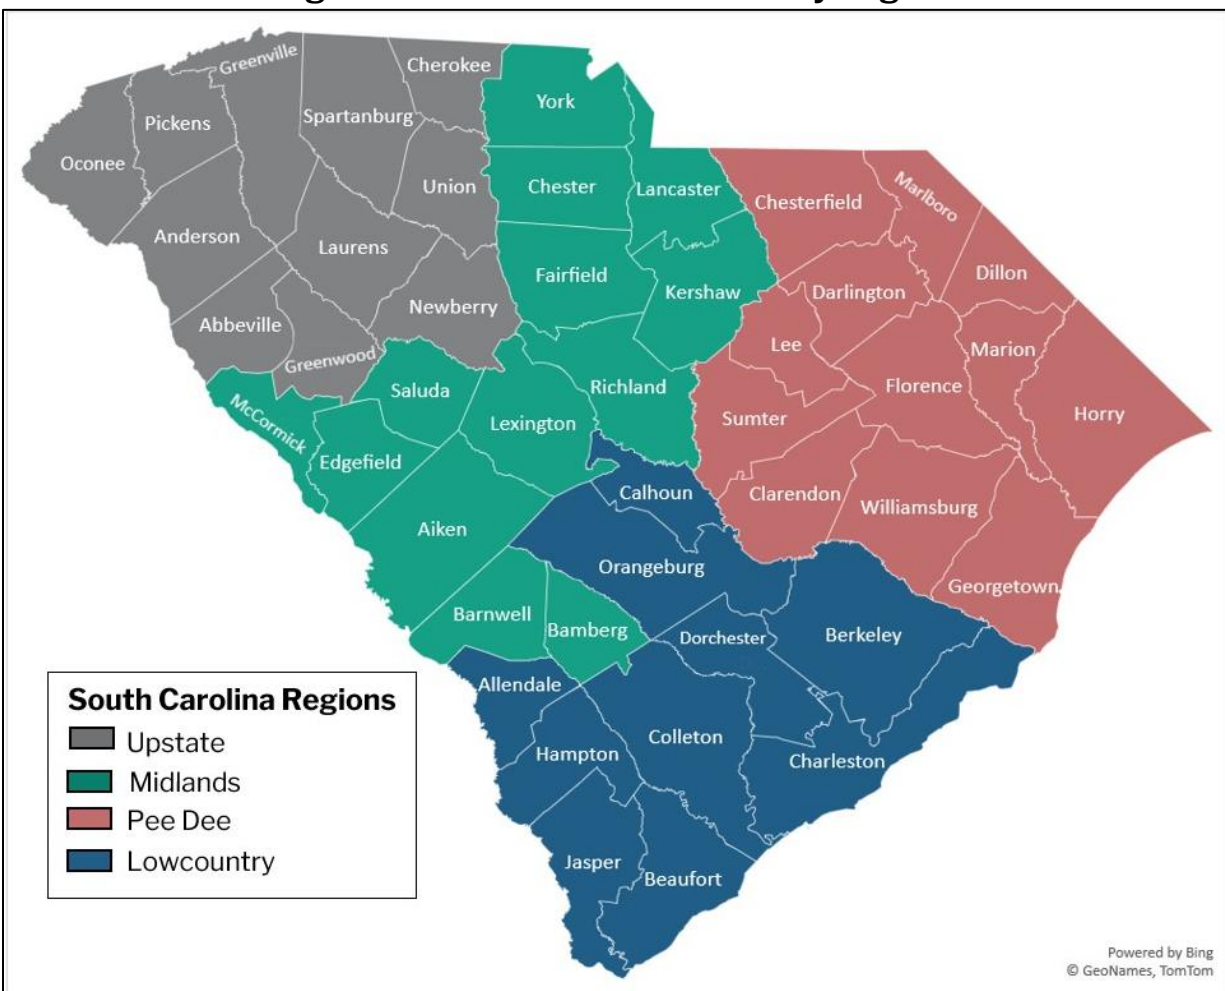 Greenville
Cherokee
York
Pickens
Spartanburg
Oconee
Union
Chester
Lancaster
Marlboro
Chesterfield
Anderson
Laurens
Fairfield
Kershaw
Dillon
Darlington
Newberry
Abbeville
Lee
Marion
Greenwood
Saluda
Richland
Florence
McCormick
Lexington
Sumter
Horry
Edgefield
Calhoun
Clarendon
Williamsburg
Aiken
Orangeburg
Georgetown
Barnwell
Bamberg
Dorchester
Berkeley
Allendale
Colleton
Hampton
Charleston
Jasper
Beaufort
South Carolina Regions
Upstate
Midlands
Pee Dee
Lowcountry
Powered by Bing
© GeoNames, TomTom